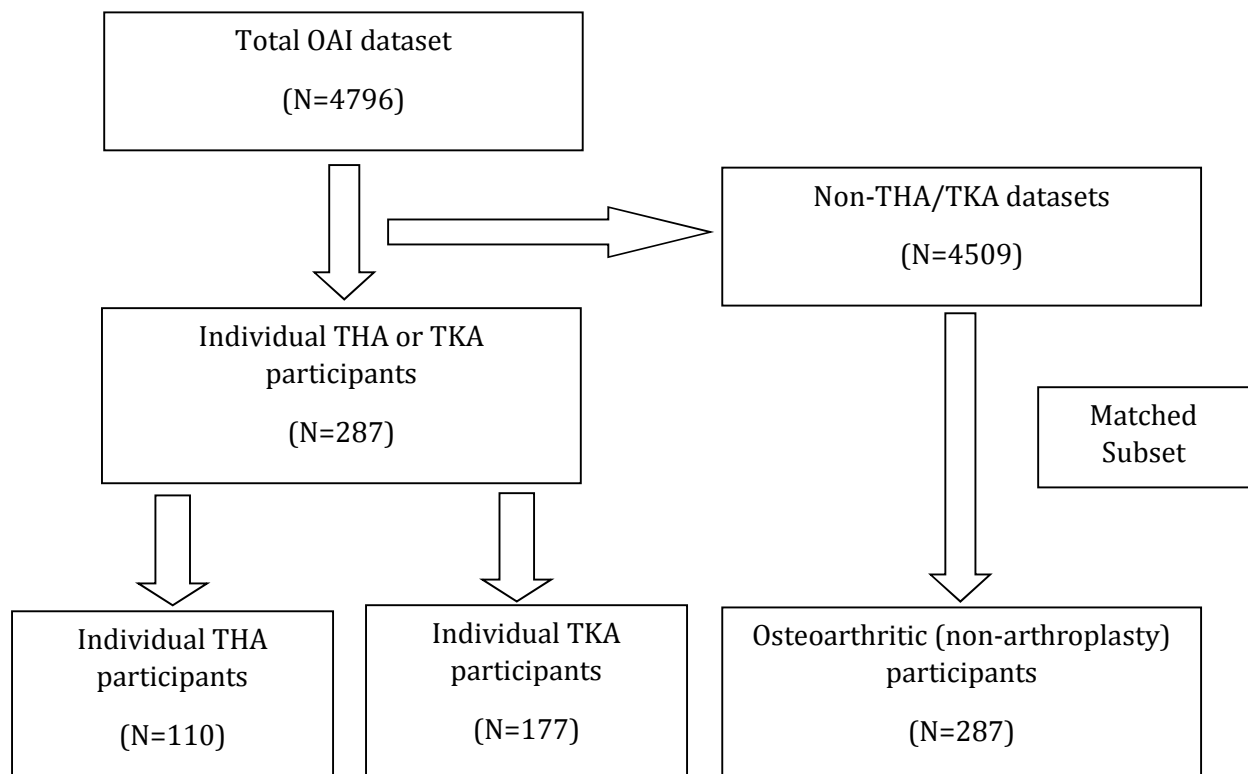 Total OAI dataset
(N=4796)
Non-THA/TKA datasets
(N=4509)
Individual THA or TKA
participants
(N=287)
Matched
Subset
Individual THA
participants
(N=110)
Individual TKA
participants
(N=177)
Osteoarthritic (non-arthroplasty)
participants
(N=287)